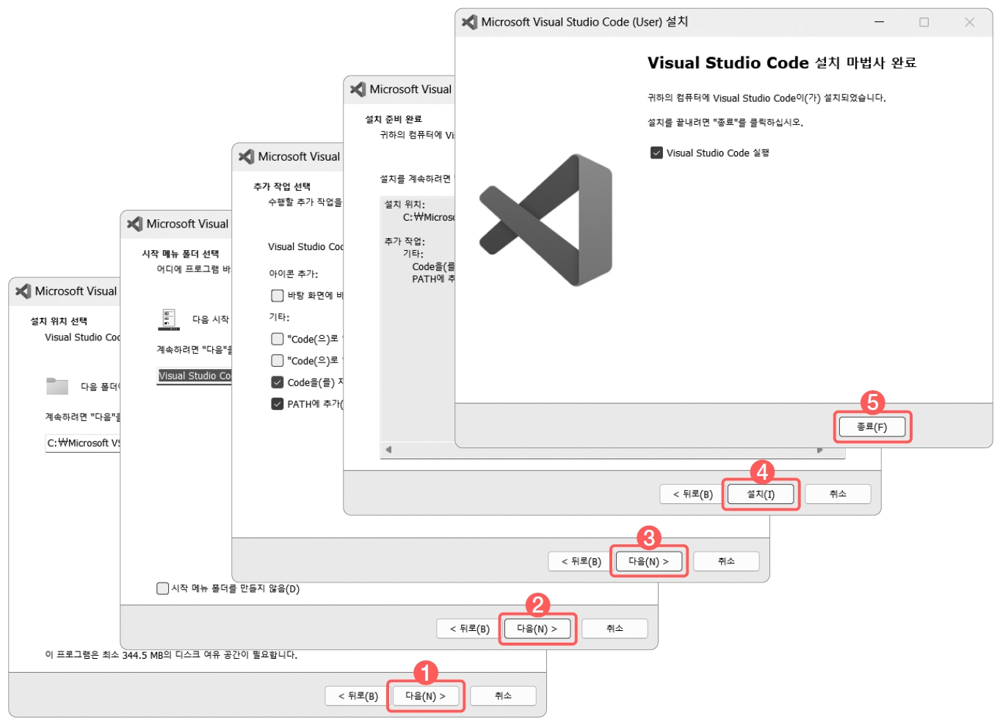 Microsoft Visual Studio Code (User) 설치
Visual Studio Code 설치 마법사 완료
귀하의 컴퓨터에 Visual Studio Code이(가) 설치되었습니다.
설치를 끝내려면 "종료"를 클릭하십시오.
Visual Studio Code 실행
5
종료(F)
Microsoft Visual
설치 준비 완료
귀하의 컴퓨터에
설치를 계속하려면
설치 위치:
C:₩Microso
추가 작업:
기타:
Code을(를
PATH에 추
4
< 뒤로(B)
설치(I)
취소
Microsoft Visual
추가 작업 선택
수행할 추가 작업을
Visual Studio Cod
아이콘 추가:
바탕 화면에 바
기타:
"Code(으)로
"Code(으)로
Code을(를) 지
PATH에 추가(
3
< 뒤로(B)
다음(N) >
취소
Microsoft Visual
시작 메뉴 폴더 선택
어디에 프로그램 바
다음 시작
계속하려면 "다음"을
Visual Studio Co
시작 메뉴 폴더를 만들지 않음(D)
2
< 뒤로(B)
다음(N) >
취소
Microsoft Visual
설치 위치 선택
Visual Studio Cod
다음 폴더에
계속하려면 "다음"을
C:₩Microsoft VS
이 프로그램은 최소 344.5 MB의 디스크 여유 공간이 필요합니다.
1
< 뒤로(B)
다음(N) >
취소